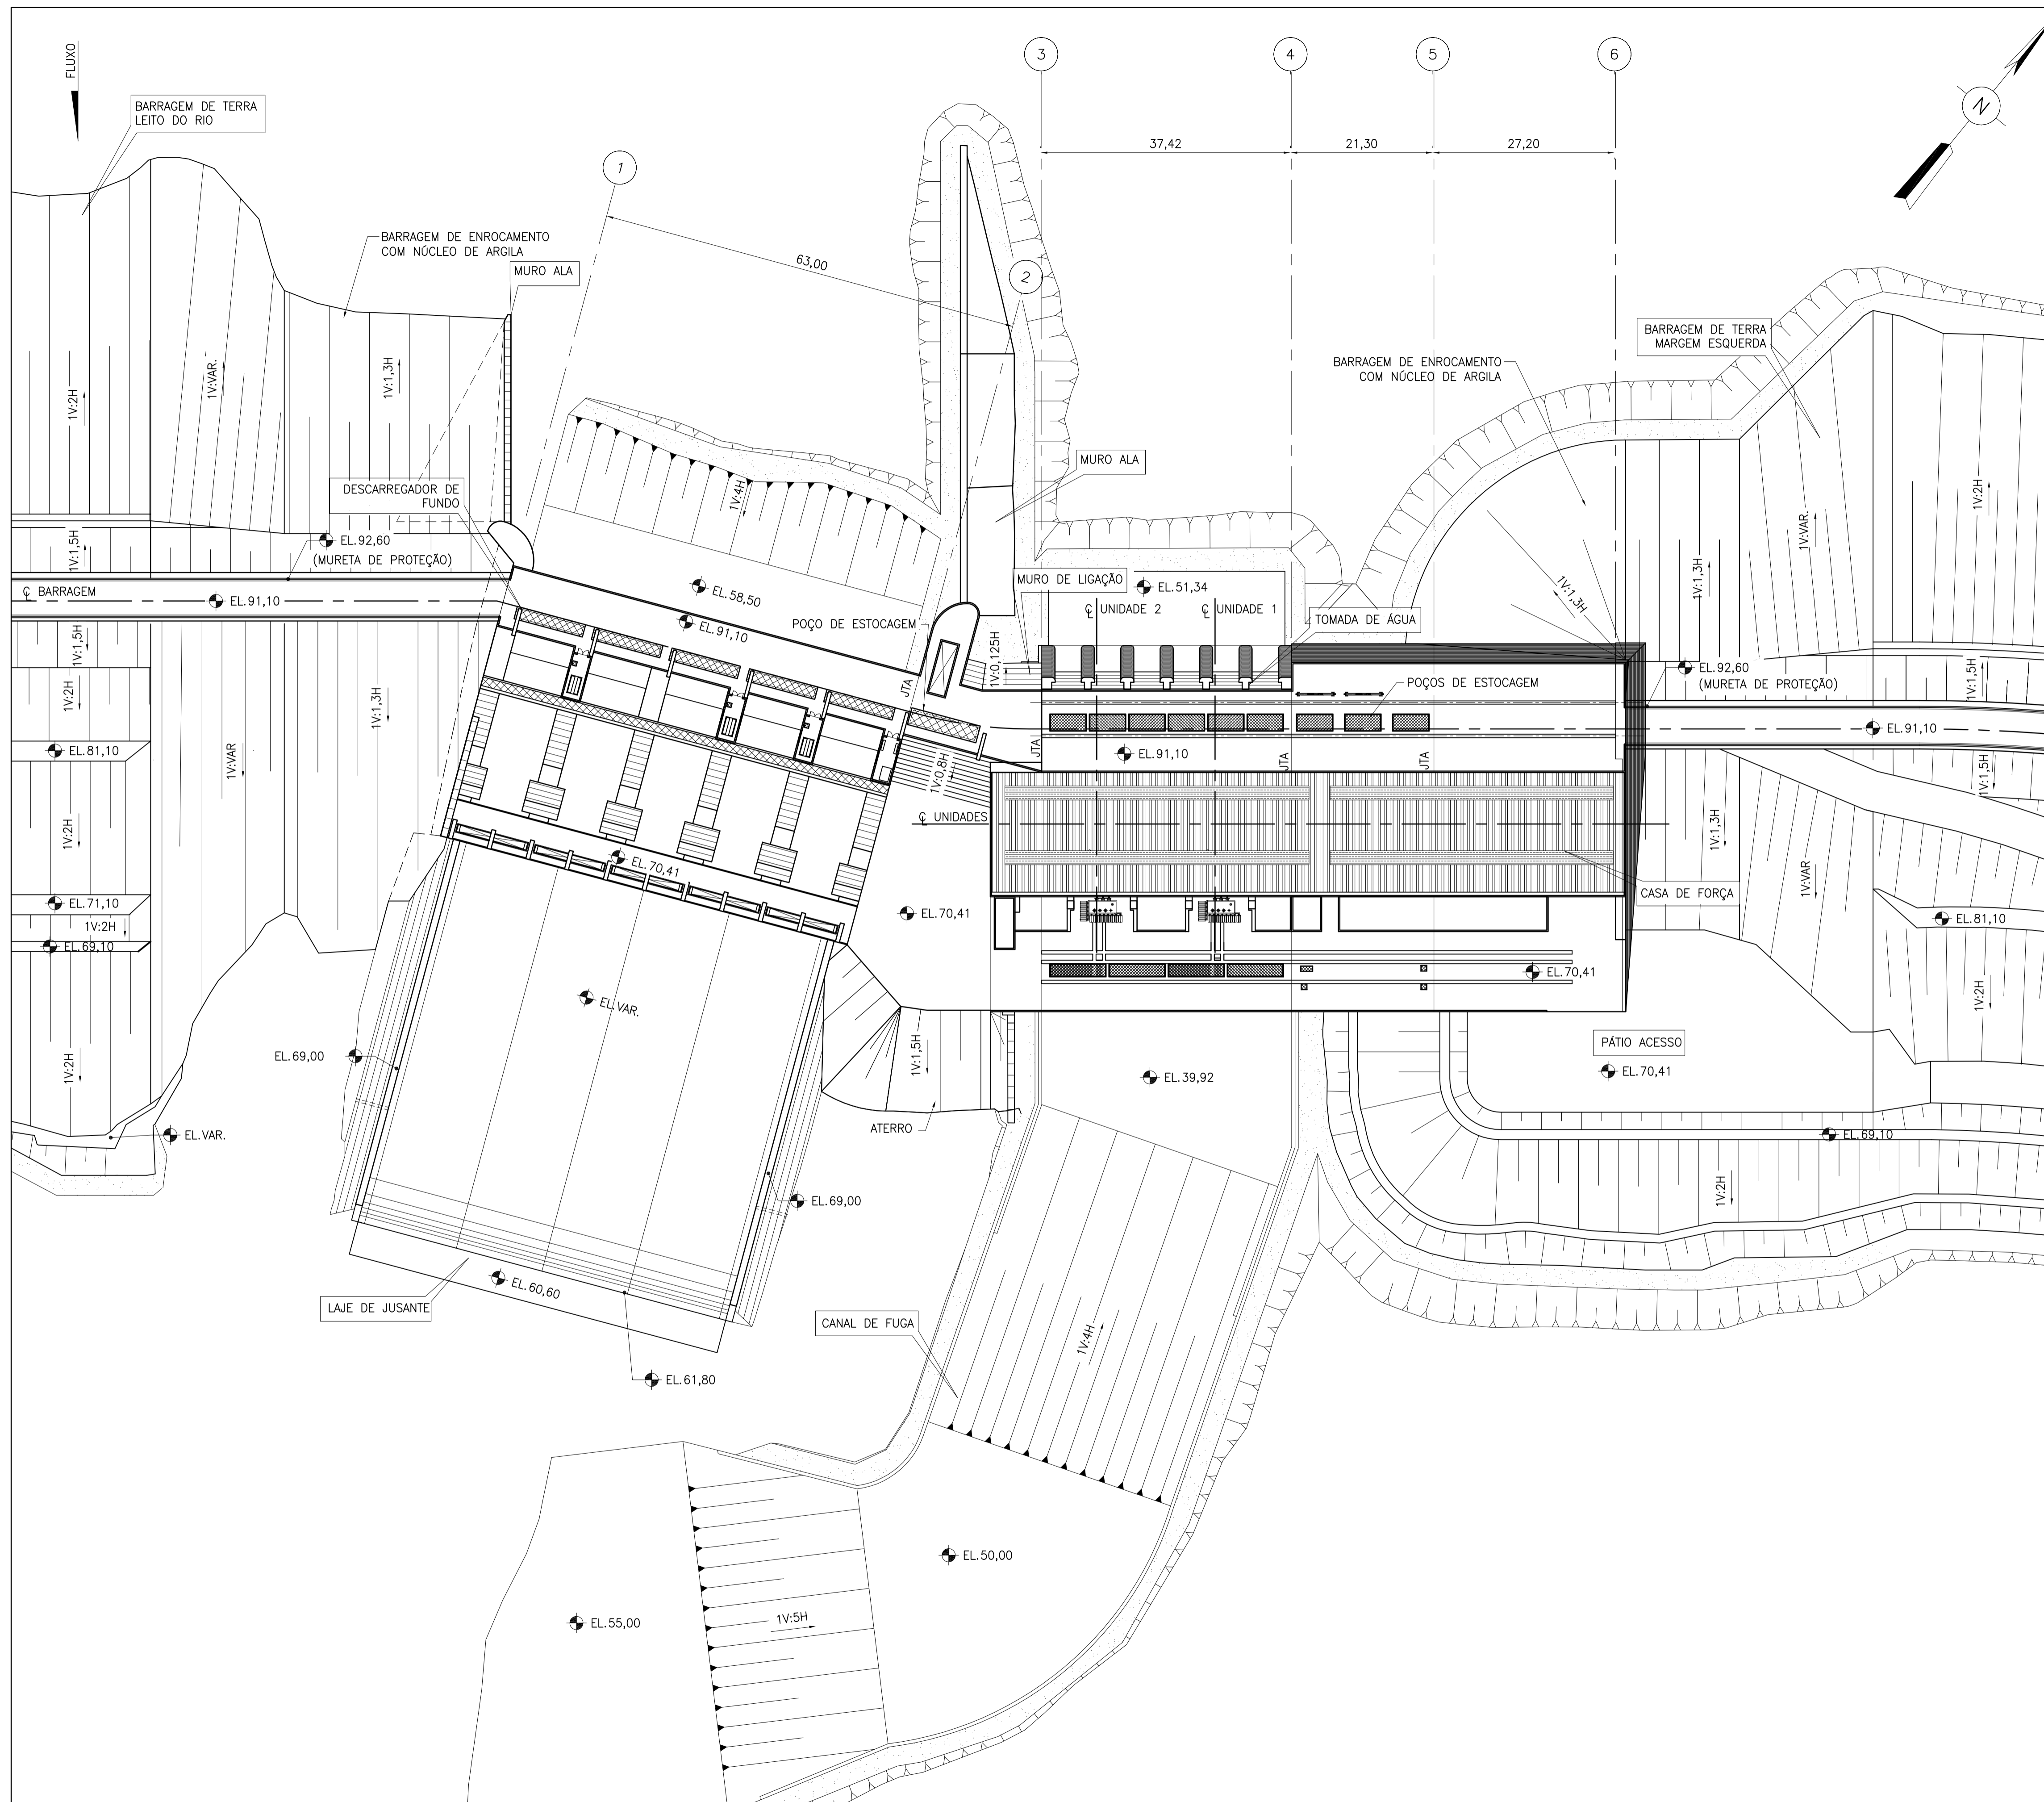 FLUXO
BARRAGEM DE TERRA
LEITO DO RIO
1
2
3
4
5
6
N
37,42
21,30
27,20
63,00
BARRAGEM DE ENROCAMENTO
COM NÚCLEO DE ARGILA
MURO ALA
BARRAGEM DE TERRA
MARGEM ESQUERDA
BARRAGEM DE ENROCAMENTO
COM NÚCLEO DE ARGILA
1V:2H
1V:VAR.
1V:1,3H
MURO ALA
DESCARREGADOR DE
FUNDO
1V:4H
1V:2H
1V:VAR.
1V:1,5H
EL.92,60
(MURETA DE PROTEÇÃO)
℄ BARRAGEM
EL.91,10
EL.58,50
EL.91,10
POÇO DE ESTOCAGEM
MURO DE LIGAÇÃO
EL.51,34
℄ UNIDADE 2
℄ UNIDADE 1
TOMADA DE ÁGUA
1V:1,3H
1V:1,3H
1V:0,125H
EL.92,60
(MURETA DE PROTEÇÃO)
POÇOS DE ESTOCAGEM
1V:1,5H
1V:1,5H
1V:2H
1V:1,3H
JTA
JTA
JTA
JTA
EL.91,10
EL.91,10
EL.81,10
1V:VAR
1V:0,8H
1V:1,5H
℄ UNIDADES
1V:2H
1V:1,3H
EL.70,41
CASA DE FORÇA
1V:VAR
EL.71,10
1V:2H
EL.69,10
EL.70,41
EL.81,10
EL.70,41
EL.VAR.
1V:2H
PÁTIO ACESSO
EL.70,41
EL.69,00
1V:2H
1V:1,5H
EL.39,92
ATERRO
EL.VAR.
EL.69,10
EL.69,00
1V:2H
EL.60,60
LAJE DE JUSANTE
CANAL DE FUGA
1V:4H
EL.61,80
EL.50,00
EL.55,00
1V:5H